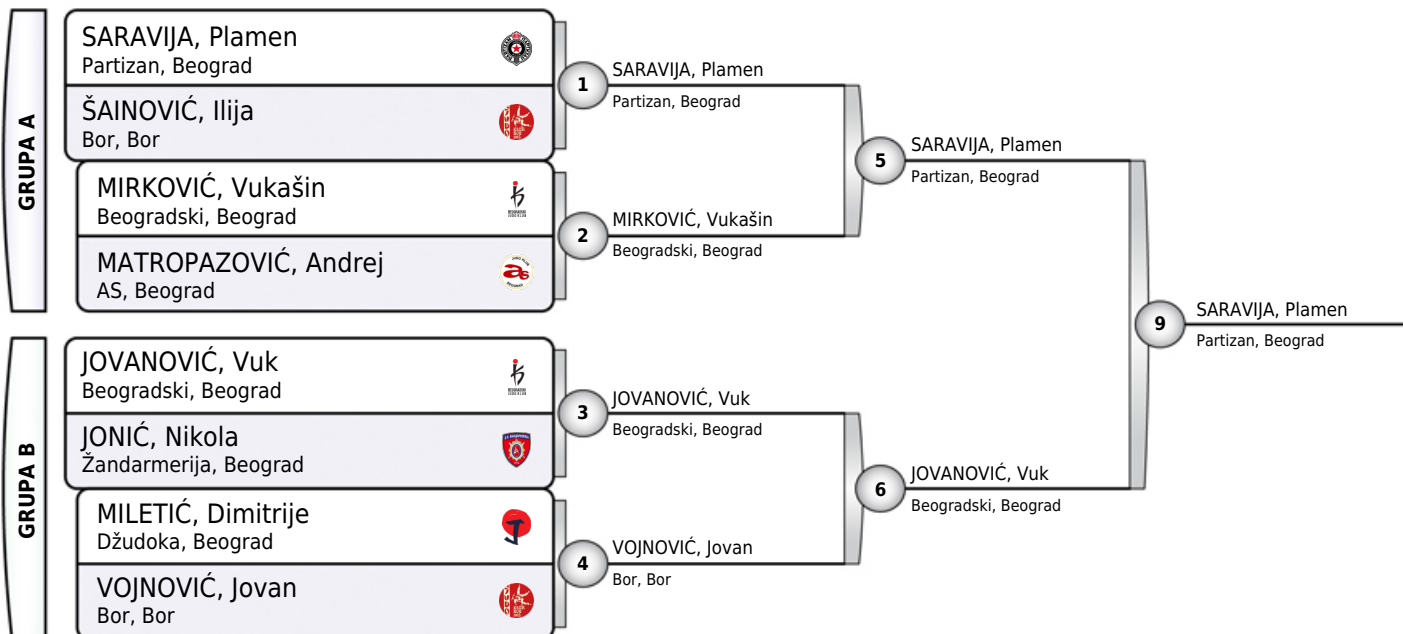 GRUPA A
SARAVIJA, Plamen
Partizan, Beograd
ŠAINOVIĆ, Ilija
Bor, Bor
MIRKOVIĆ, Vukašin
Beogradski, Beograd
MATROPAZOVIĆ, Andrej
AS, Beograd
GRUPA B
JOVANOVIĆ, Vuk
Beogradski, Beograd
JONIĆ, Nikola
Žandarmerija, Beograd
MILETIĆ, Dimitrije
Džudoka, Beograd
VOJNOVIĆ, Jovan
Bor, Bor
1
SARAVIJA, Plamen
Partizan, Beograd
2
MIRKOVIĆ, Vukašin
Beogradski, Beograd
3
JOVANOVIĆ, Vuk
Beogradski, Beograd
4
VOJNOVIĆ, Jovan
Bor, Bor
5
SARAVIJA, Plamen
Partizan, Beograd
6
JOVANOVIĆ, Vuk
Beogradski, Beograd
9
SARAVIJA, Plamen
Partizan, Beograd